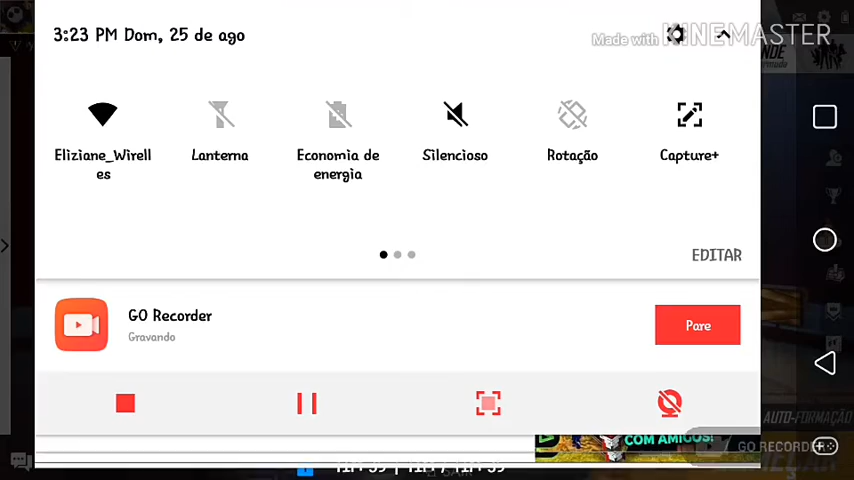 3:23 PM Dom, 25 de ago
Made with KINEMASTER
Eliziane_Wirell
es
Lanterna
Economia de
energia
Silencioso
Rotação
Capture+
EDITAR
GO Recorder
Gravando
Pare
AUTO-FORMAÇÃO
COM AMIGOS!
GO RECORDER